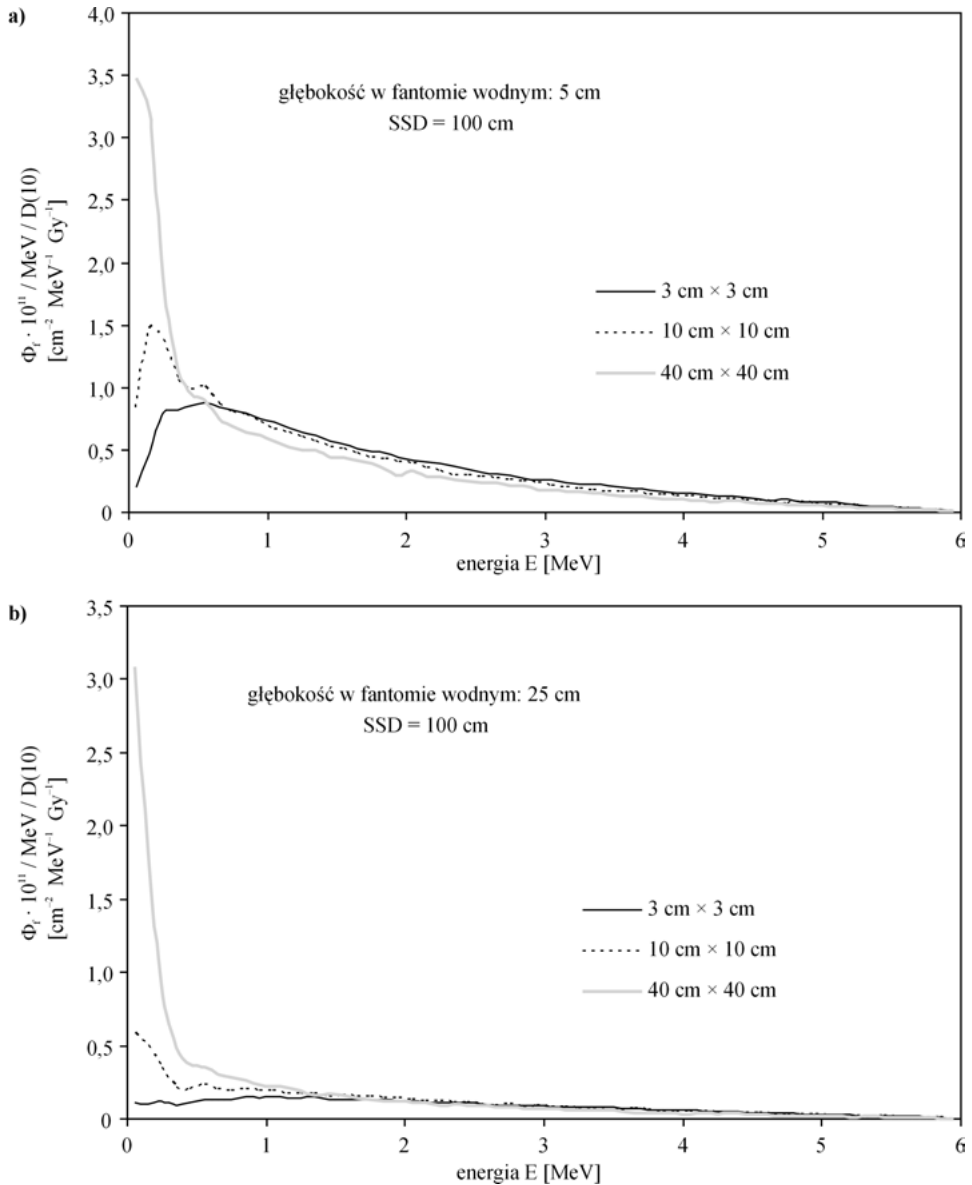 a)
4,0
3,5
3,0
2,5
2,0
1,5
1,0
0,5
0
Φf · 10¹¹ / MeV / D(10)
[cm⁻² MeV⁻¹ Gy⁻¹]
głębokość w fantomie wodnym: 5 cm
SSD = 100 cm
3 cm × 3 cm
10 cm × 10 cm
40 cm × 40 cm
0 1 2 3 4 5 6
energia E [MeV]
b)
3,5
3,0
2,5
2,0
1,5
1,0
0,5
0
Φf · 10¹¹ / MeV / D(10)
[cm⁻² MeV⁻¹ Gy⁻¹]
głębokość w fantomie wodnym: 25 cm
SSD = 100 cm
3 cm × 3 cm
10 cm × 10 cm
40 cm × 40 cm
0 1 2 3 4 5 6
energia E [MeV]